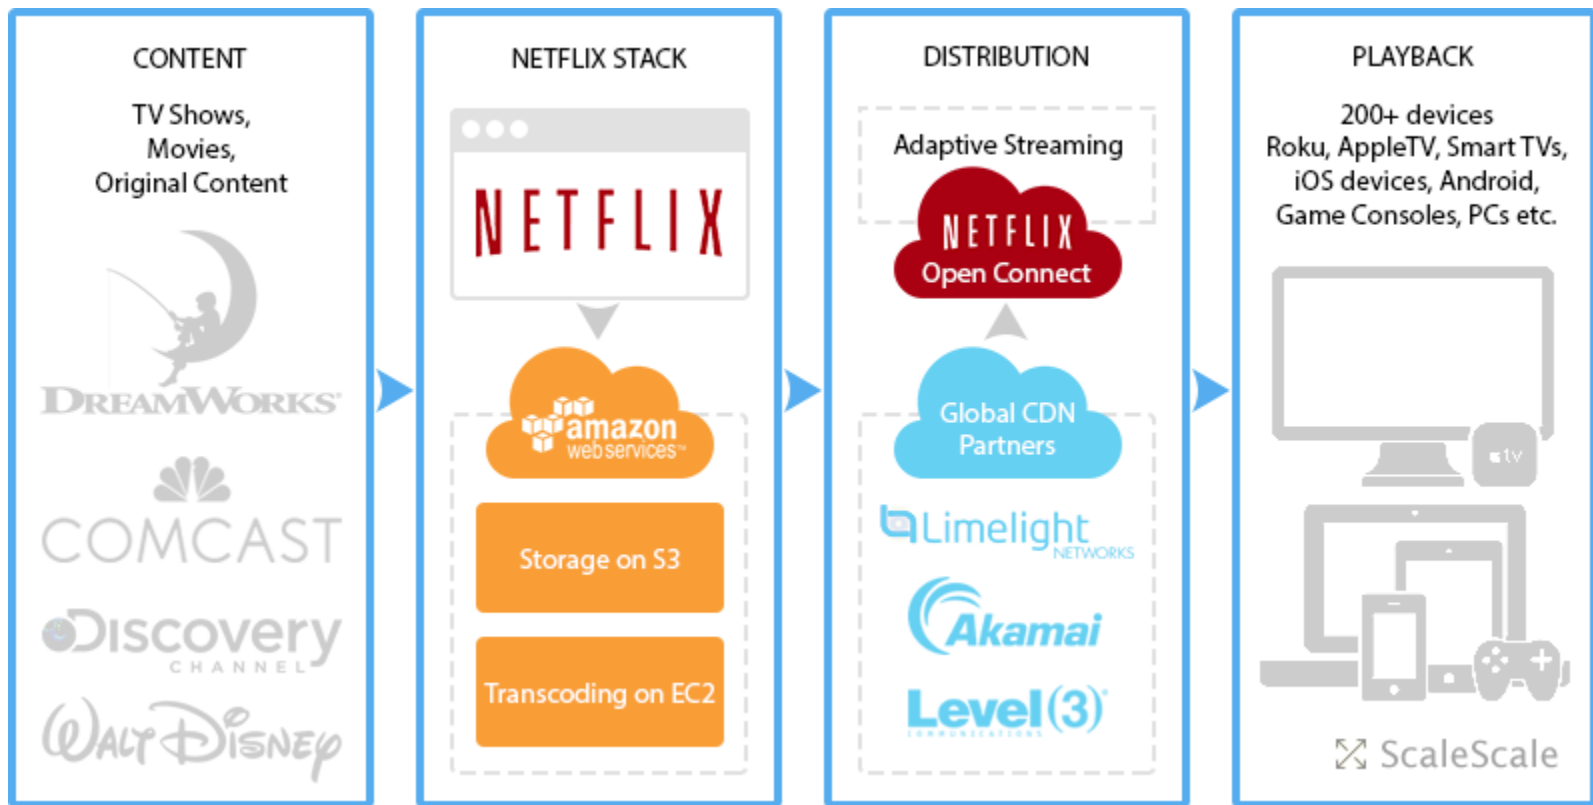 CONTENT
TV Shows,
Movies,
Original Content
DREAMWORKS®
COMCAST
DISCOVERY
CHANNEL
WALT DISNEY
NETFLIX STACK
NETFLIX
amazon
webservices™
Storage on S3
Transcoding on EC2
DISTRIBUTION
Adaptive Streaming
NETFLIX
Open Connect
Global CDN
Partners
Limelight
NETWORKS
Akamai
Level(3)®
COMMUNICATIONS
PLAYBACK
200+ devices
Roku, AppleTV, Smart TVs,
iOS devices, Android,
Game Consoles, PCs etc.
tv
ScaleScale